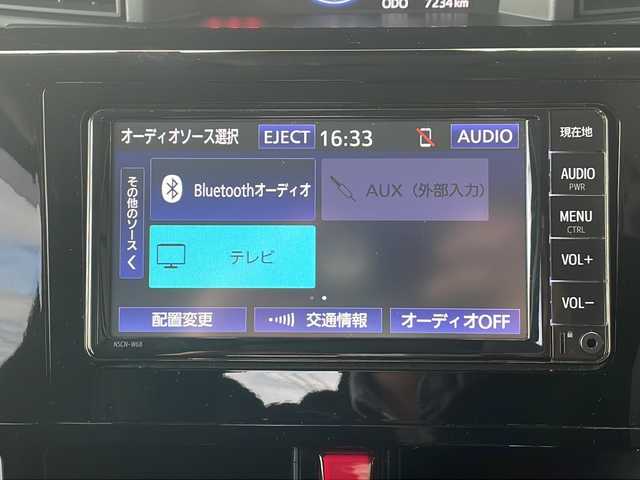 ODO 7234 km
オーディオソース選択 EJECT 16:33 AUDIO
現在地
その他のソース
Bluetoothオーディオ
AUX (外部入力)
AUDIO
PWR
MENU
CTRL
テレビ
VOL+
VOL-
配置変更 交通情報 オーディオOFF
NSCN-W68